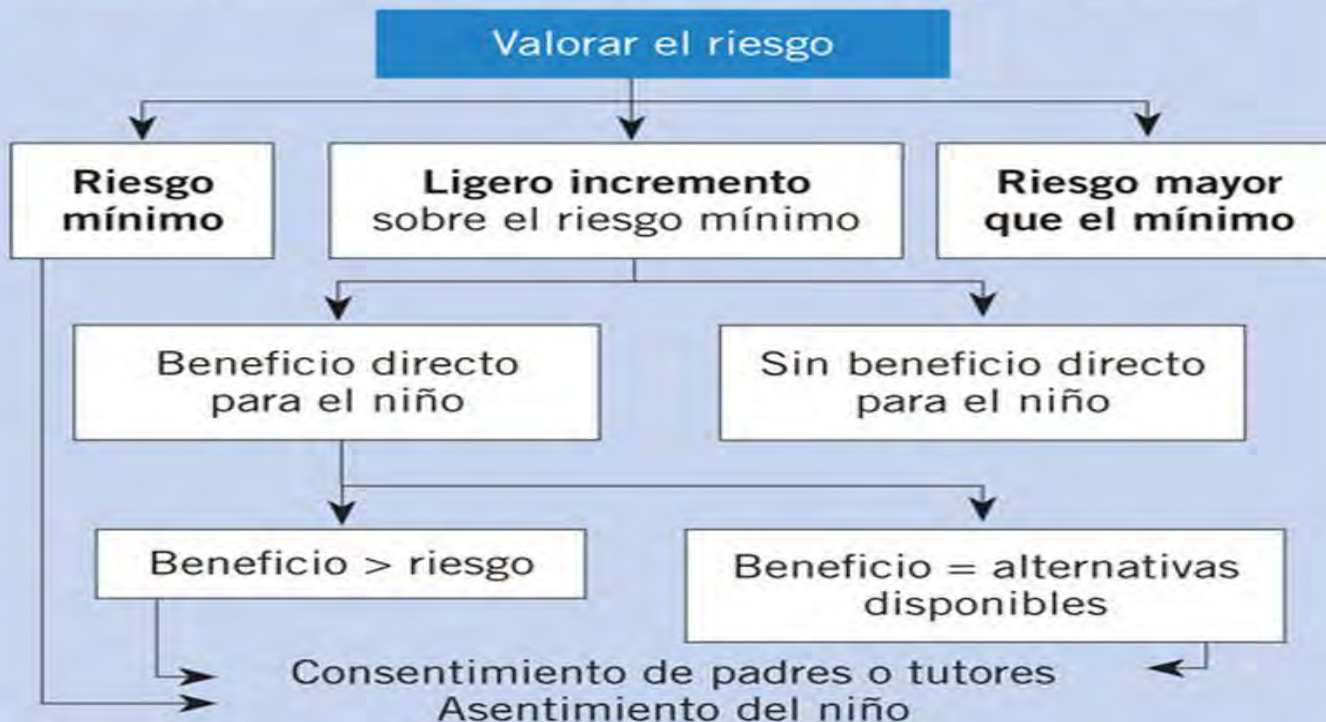 Valorar el riesgo
Riesgo
mínimo
Ligero incremento
sobre el riesgo mínimo
Riesgo mayor
que el mínimo
Beneficio directo
para el niño
Sin beneficio directo
para el niño
Beneficio > riesgo
Beneficio = alternativas
disponibles
Consentimiento de padres o tutores
Asentimiento del niño